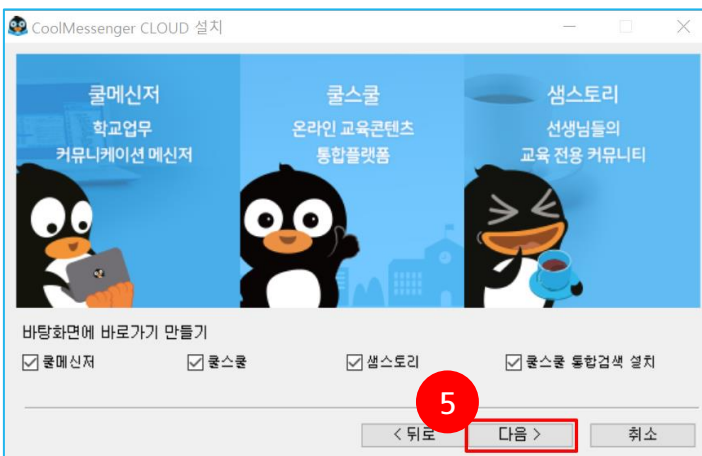 CoolMessenger CLOUD 설치
쿨메신저
학교업무
커뮤니케이션 메신저
쿨스쿨
온라인 교육콘텐츠
통합플랫폼
샘스토리
선생님들의
교육 전용 커뮤니티
바탕화면에 바로가기 만들기
쿨메신저 쿨스쿨 샘스토리 쿨스쿨 통합검색 설치
5
< 뒤로 다음 > 취소